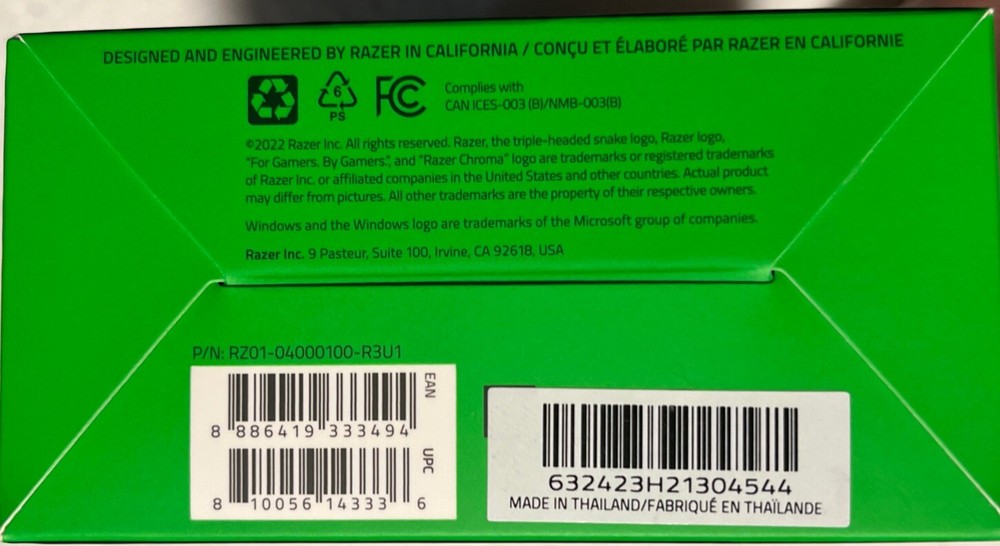 DESIGNED AND ENGINEERED BY RAZER IN CALIFORNIA / CONÇU ET ÉLABORÉ PAR RAZER EN CALIFORNIE
6
PS
FC
Complies with
CAN ICES-003 (B)/NMB-003(B)
©2022 Razer Inc. All rights reserved. Razer, the triple-headed snake logo, Razer logo,
"For Gamers. By Gamers.", and "Razer Chroma" logo are trademarks or registered trademarks
of Razer Inc. or affiliated companies in the United States and other countries. Actual product
may differ from pictures. All other trademarks are the property of their respective owners.
Windows and the Windows logo are trademarks of the Microsoft group of companies.
Razer Inc. 9 Pasteur, Suite 100, Irvine, CA 92618, USA
P/N: RZ01-04000100-R3U1
EAN
8 886419 333494
UPC
8 10056 14333 6
632423H21304544
MADE IN THAILAND/FABRIQUÉ EN THAÏLANDE